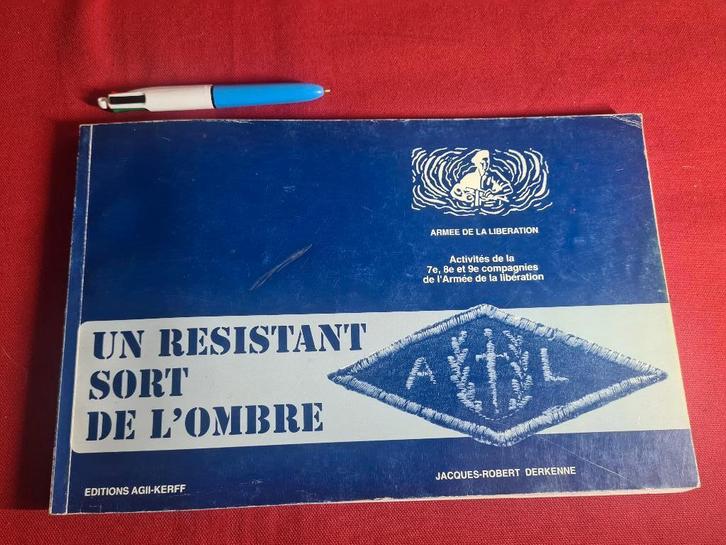 ARMEE DE LA LIBERATION
Activités de la
7e, 8e et 9e compagnies
de l'Armée de la libération
UN RESISTANT
SORT
DE L'OMBRE
A L
EDITIONS AGII-KERFF
JACQUES-ROBERT DERKENNE